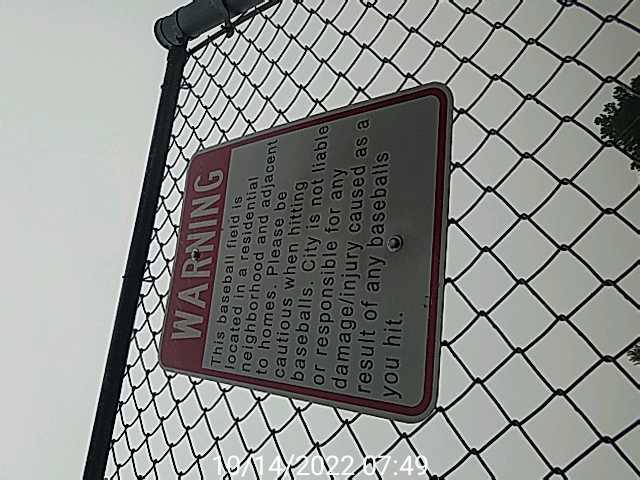 WARNING
This baseball field is
located in a residential
neighborhood and adjacent
to homes. Please be
cautious when hitting
baseballs. City is not liable
or responsible for any
damage/injury caused as a
result of any baseballs
you hit.
10/14/2022 07:49